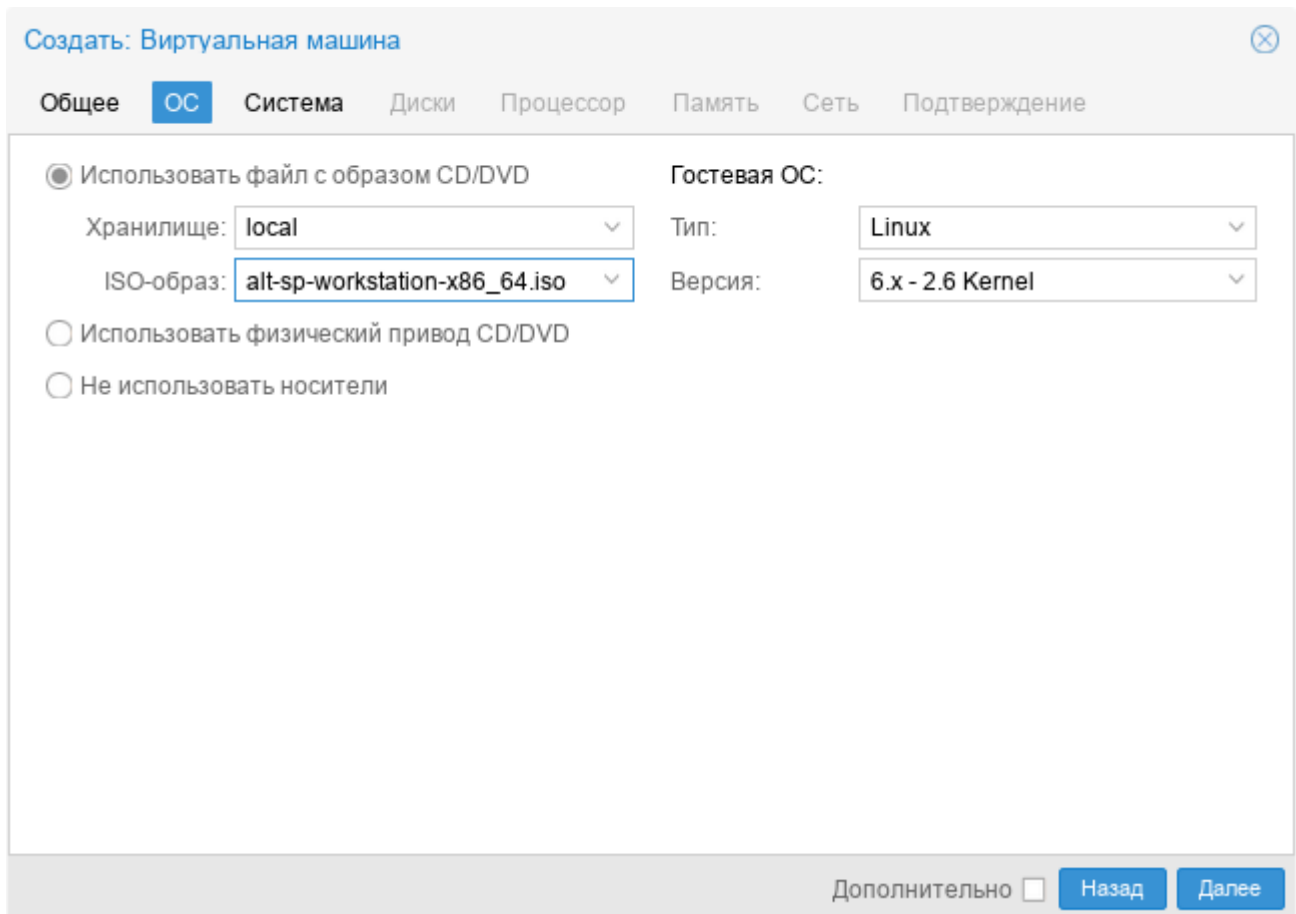 Создать: Виртуальная машина
Общее ОС Система Диски Процессор Память Сеть Подтверждение
Использовать файл с образом CD/DVD Гостевая ОС:
Хранилище: local Тип: Linux
ISO-образ: alt-sp-workstation-x86_64.iso Версия: 6.x - 2.6 Kernel
Использовать физический привод CD/DVD
Не использовать носители
Дополнительно Назад Далее